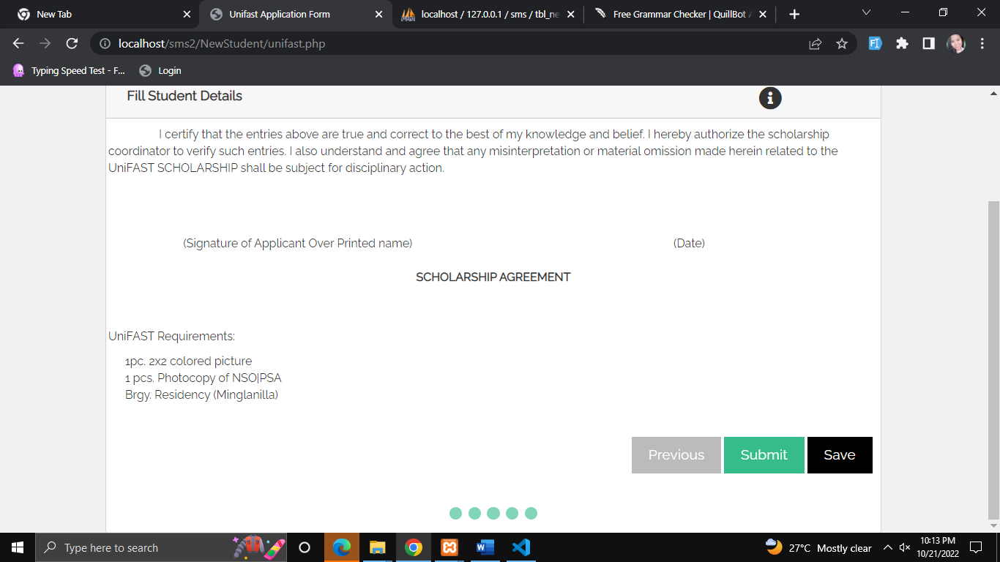 New Tab
Unifast Application Form
localhost / 127.0.0.1 / sms / tbl_ne
Free Grammar Checker | QuillBot A
localhost/sms2/NewStudent/unifast.php
Typing Speed Test - F...
Login
Fill Student Details
I certify that the entries above are true and correct to the best of my knowledge and belief. I hereby authorize the scholarship
coordinator to verify such entries. I also understand and agree that any misinterpretation or material omission made herein related to the
UniFAST SCHOLARSHIP shall be subject for disciplinary action.
(Signature of Applicant Over Printed name) (Date)
SCHOLARSHIP AGREEMENT
UniFAST Requirements:
1pc. 2x2 colored picture
1 pcs. Photocopy of NSO|PSA
Brgy. Residency (Minglanilla)
Previous Submit Save
Type here to search
27°C Mostly clear
10:13 PM
10/21/2022